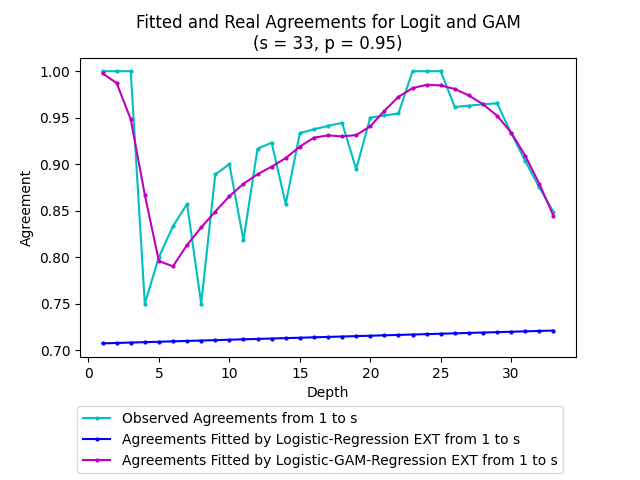 Fitted and Real Agreements for Logit and GAM
(s = 33, p = 0.95)
1.00
0.95
0.90
0.85
0.80
0.75
0.70
Agreement
0 5 10 15 20 25 30
Depth
Observed Agreements from 1 to s
Agreements Fitted by Logistic-Regression EXT from 1 to s
Agreements Fitted by Logistic-GAM-Regression EXT from 1 to s